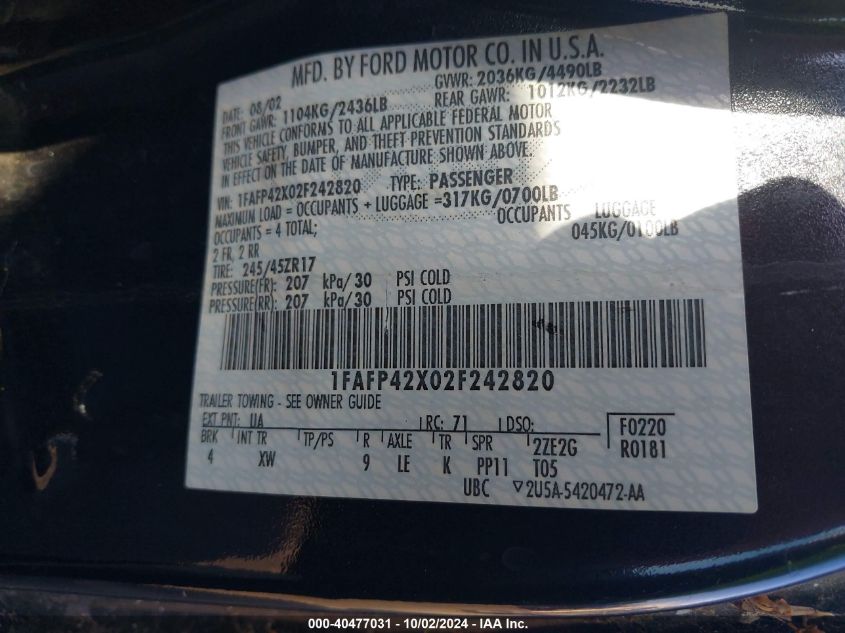 MFD. BY FORD MOTOR CO. IN U.S.A.
DATE: 08/02 GVWR: 2036KG/4490LB
FRONT GAWR: 1104KG/2436LB REAR GAWR: 1012KG/2232LB
THIS VEHICLE CONFORMS TO ALL APPLICABLE FEDERAL MOTOR
VEHICLE SAFETY, BUMPER, AND THEFT PREVENTION STANDARDS
IN EFFECT ON THE DATE OF MANUFACTURE SHOWN ABOVE.
VIN: 1FAFP42X02F242820 TYPE: PASSENGER
MAXIMUM LOAD = OCCUPANTS + LUGGAGE =317KG/0700LB
OCCUPANTS = 4 TOTAL; OCCUPANTS LUGGAGE
2 FR, 2 RR 045KG/0100LB
TIRE: 245/45ZR17
PRESSURE(FR): 207 kPa/30 PSI COLD
PRESSURE(RR): 207 kPa/30 PSI COLD
1FAFP42X02F242820
TRAILER TOWING - SEE OWNER GUIDE
EXT PNT: UA RC: 71 DSO: F0220
BRK INT TR TP/PS R AXLE TR SPR 2ZE2G R0181
4 XW 9 LE K PP11 T05
UBC ▽2U5A-5420472-AA
000-40477031 - 10/02/2024 - IAA Inc.